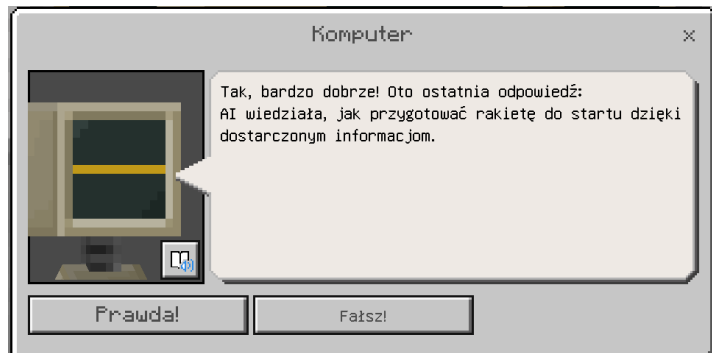 Komputer
x
Tak, bardzo dobrze! Oto ostatnia odpowiedź:
AI wiedziała, jak przygotować rakietę do startu dzięki
dostarczonym informacjom.
Prawda!
Fałsz!